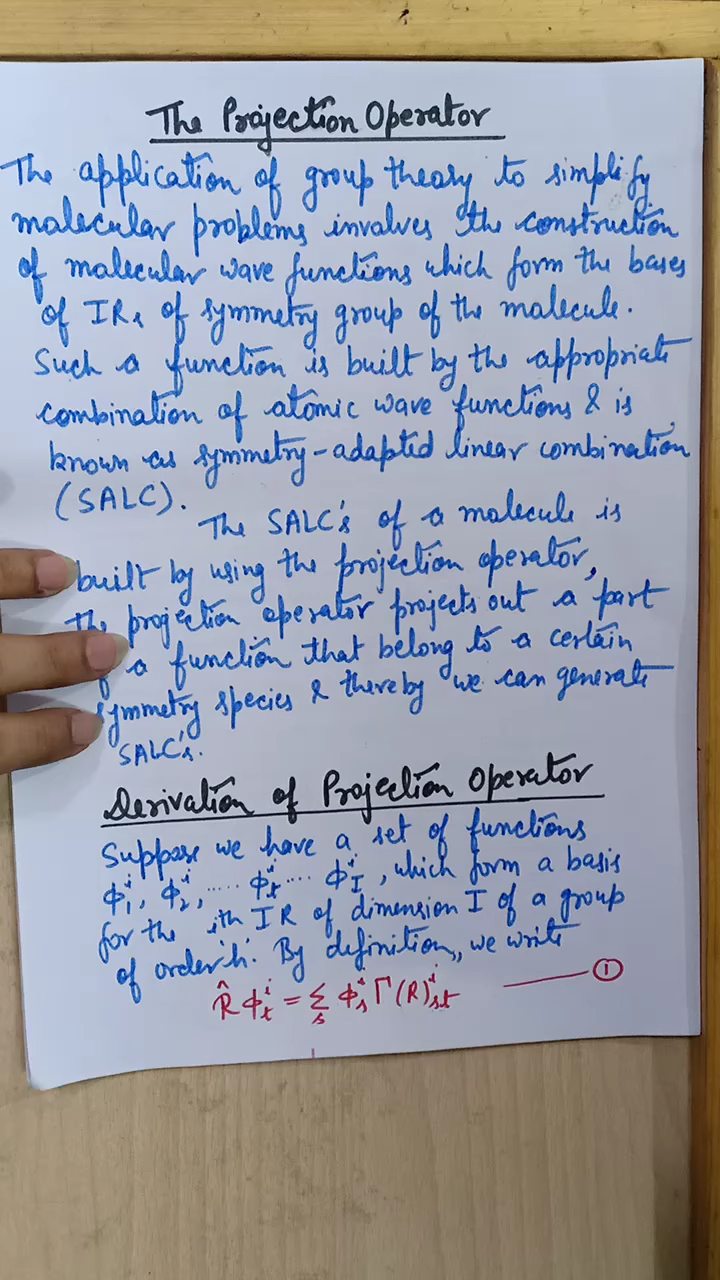 The Projection Operator
The application of group theory to simplify
molecular problems involves the construction
of molecular wave functions which form the bases
of IRs of symmetry group of the molecule.
Such a function is built by the appropriate
combination of atomic wave functions & is
known as symmetry-adapted linear combination
(SALC).
The SALC's of a molecule is
built by using the projection operator,
the projection operator projects out a part
a function that belong to a certain
ymmetry species & thereby we can generate
SALC's.
Derivation of Projection Operator
Suppose we have a set of functions
ϕ₁ⁱ, ϕ₂ⁱ, ..... ϕₜⁱ .... ϕ_Iⁱ, which form a basis
for the ith IR of dimension I of a group
of order 'h'. By definition, we write
R̂ ϕₜⁱ = Σₛ ϕₛⁱ Γ(R)ₛₜⁱ —— ①